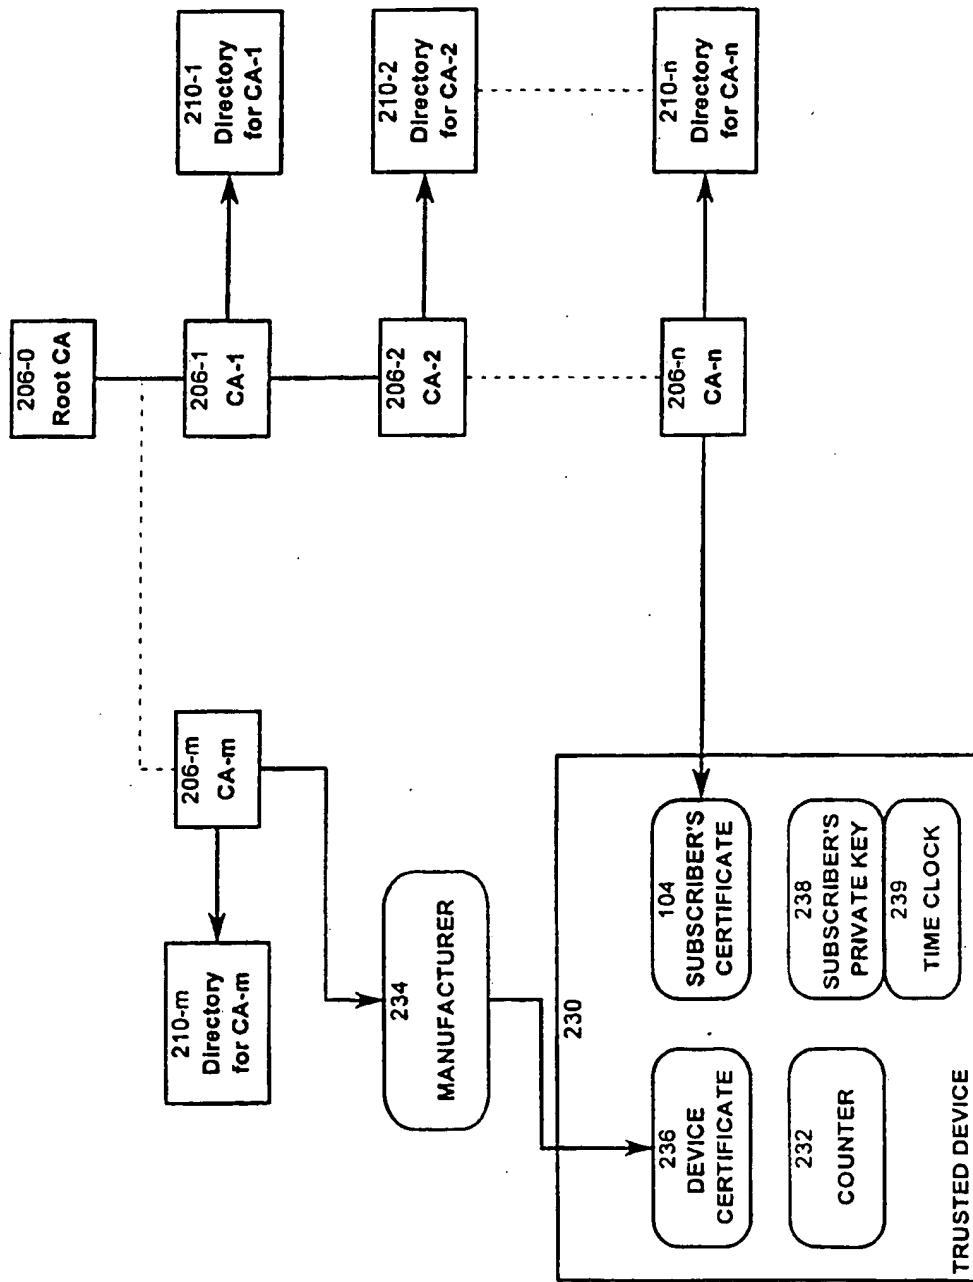 206-0
Root CA
206-1
CA-1
210-1
Directory
for CA-1
206-2
CA-2
210-2
Directory
for CA-2
206-n
CA-n
210-n
Directory
for CA-n
206-m
CA-m
210-m
Directory
for CA-m
234
MANUFACTURER
230
236
DEVICE
CERTIFICATE
104
SUBSCRIBER'S
CERTIFICATE
232
COUNTER
238
SUBSCRIBER'S
PRIVATE KEY
239
TIME CLOCK
TRUSTED DEVICE